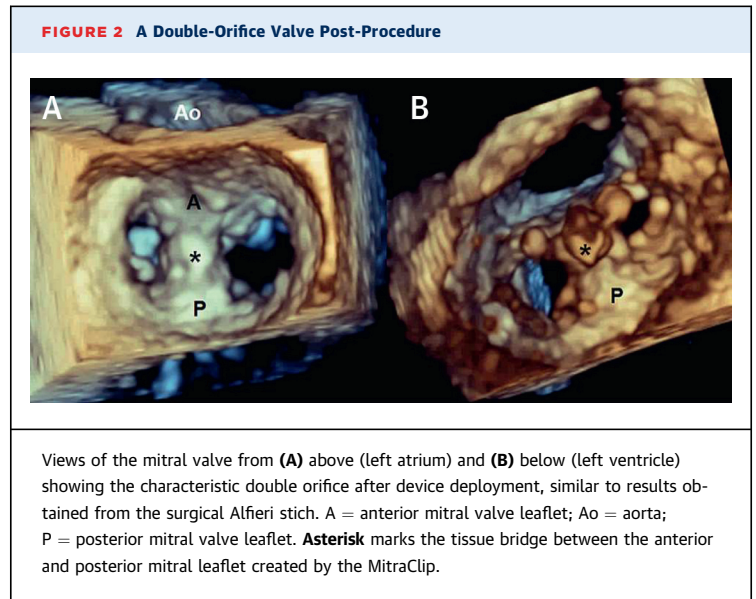 FIGURE 2 A Double-Orifice Valve Post-Procedure
A
Ao
A
*
P
B
*
P
Views of the mitral valve from (A) above (left atrium) and (B) below (left ventricle)
showing the characteristic double orifice after device deployment, similar to results ob-
tained from the surgical Alfieri stich. A = anterior mitral valve leaflet; Ao = aorta;
P = posterior mitral valve leaflet. Asterisk marks the tissue bridge between the anterior
and posterior mitral leaflet created by the MitraClip.